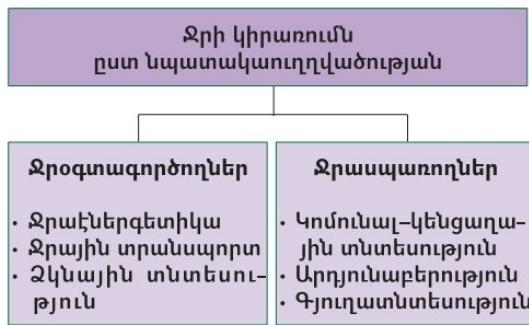 Ջրի կիրառումն
ըստ նպատակաուղղվածության
Ջրօգտագործողներ
• Ջրաէներգետիկա
• Ջրային տրանսպորտ
• Ձկնային տնտեսու-
թյուն
Ջրասպառողներ
• Կոմունալ-կենցաղա-
յին տնտեսություն
• Արդյունաբերություն
• Գյուղատնտեսություն